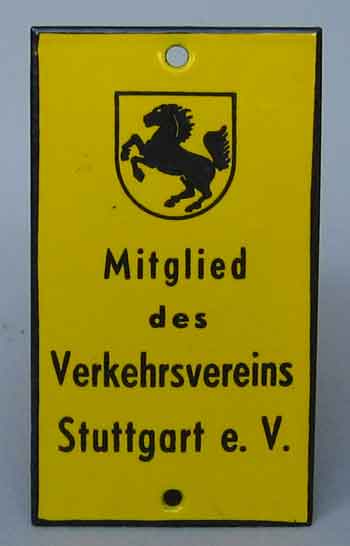 Mitglied
des
Verkehrsvereins
Stuttgart e. V.